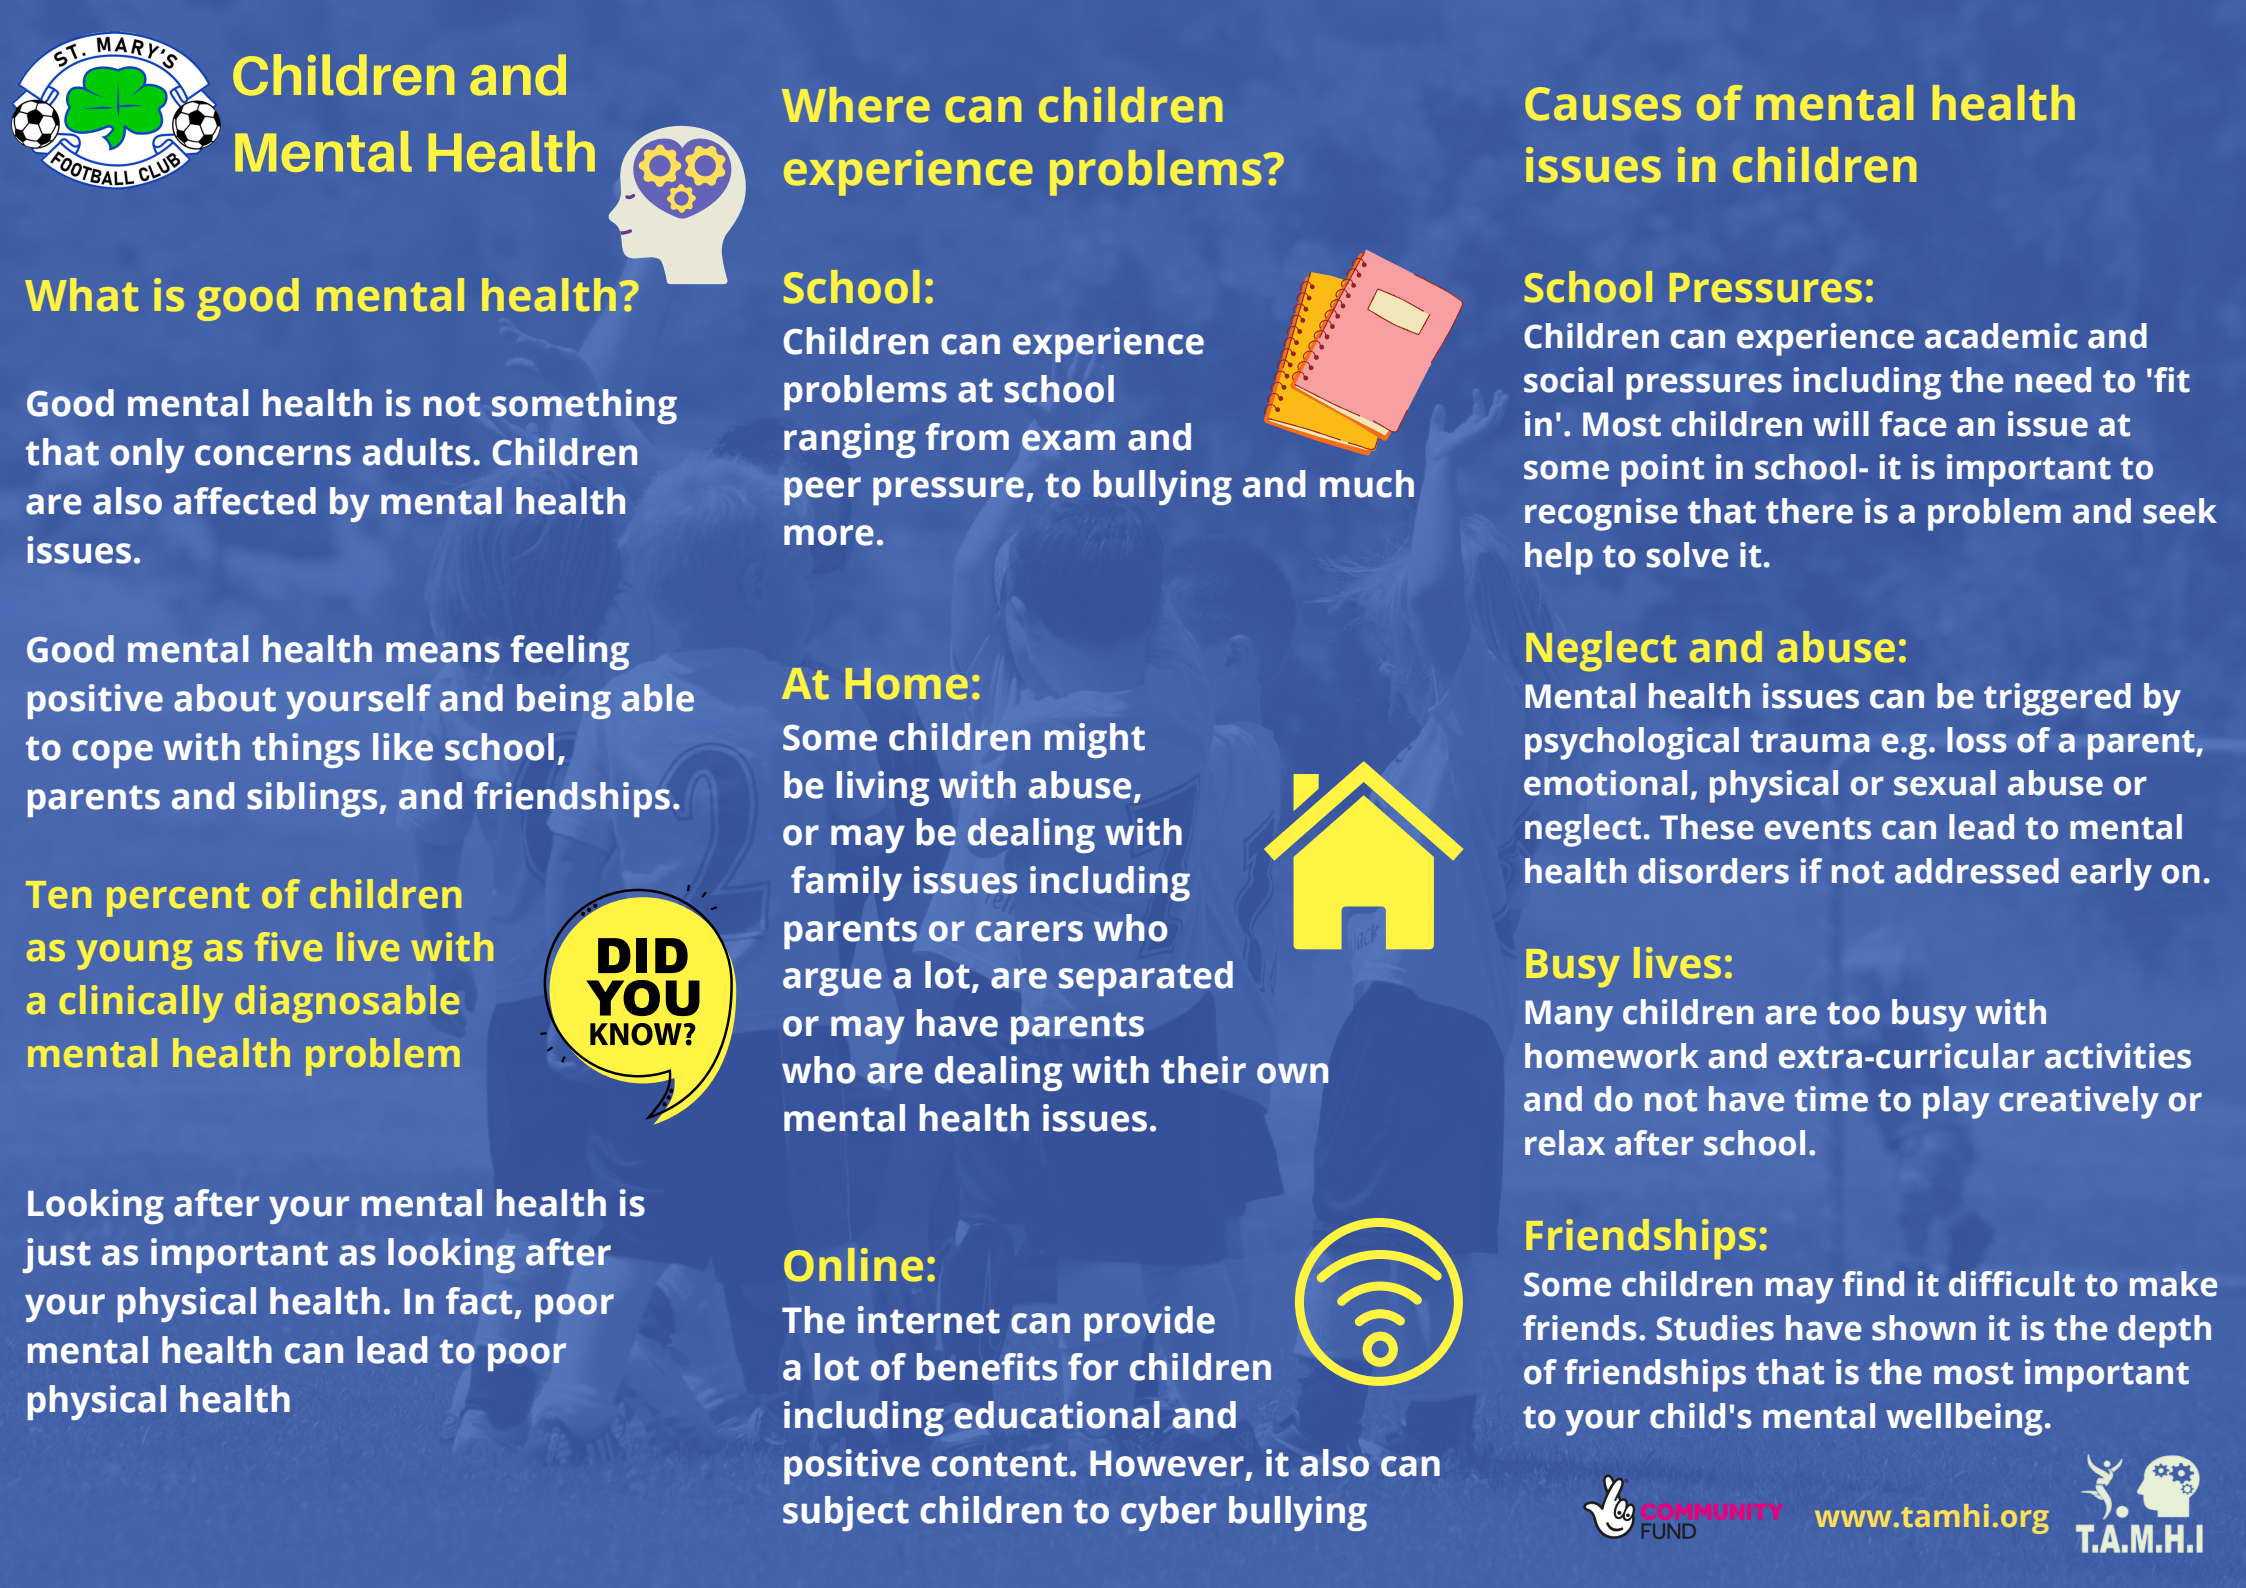 ST. MARY'S
FOOTBALL CLUB
Children and
Mental Health
What is good mental health?
Good mental health is not something
that only concerns adults. Children
are also affected by mental health
issues.
Good mental health means feeling
positive about yourself and being able
to cope with things like school,
parents and siblings, and friendships.
Ten percent of children
as young as five live with
a clinically diagnosable
mental health problem
DID
YOU
KNOW?
Looking after your mental health is
just as important as looking after
your physical health. In fact, poor
mental health can lead to poor
physical health
Where can children
experience problems?
School:
Children can experience
problems at school
ranging from exam and
peer pressure, to bullying and much
more.
At Home:
Some children might
be living with abuse,
or may be dealing with
family issues including
parents or carers who
argue a lot, are separated
or may have parents
who are dealing with their own
mental health issues.
Online:
The internet can provide
a lot of benefits for children
including educational and
positive content. However, it also can
subject children to cyber bullying
Causes of mental health
issues in children
School Pressures:
Children can experience academic and
social pressures including the need to 'fit
in'. Most children will face an issue at
some point in school- it is important to
recognise that there is a problem and seek
help to solve it.
Neglect and abuse:
Mental health issues can be triggered by
psychological trauma e.g. loss of a parent,
emotional, physical or sexual abuse or
neglect. These events can lead to mental
health disorders if not addressed early on.
Busy lives:
Many children are too busy with
homework and extra-curricular activities
and do not have time to play creatively or
relax after school.
Friendships:
Some children may find it difficult to make
friends. Studies have shown it is the depth
of friendships that is the most important
to your child's mental wellbeing.
COMMUNITY
FUND
www.tamhi.org
T.A.M.H.I